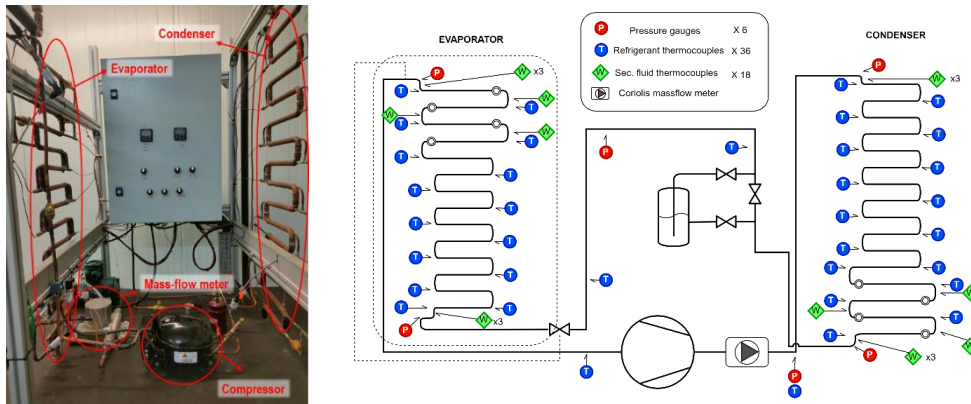 Condenser
Evaporator
Mass-flow meter
Compressor
P Pressure gauges X 6
T Refrigerant thermocouples X 36
W Sec. fluid thermocouples X 18
Coriolis massflow meter
EVAPORATOR
P
W x3
T
W
T
W
T
W
T
T
T
T
T
T
T
T
T
T
T
T
P
W x3
P
T
T
T
P
T
CONDENSER
P
W x3
T
T
T
T
T
T
T
T
T
T
T
T
W
W
T
T
W
P
W x3